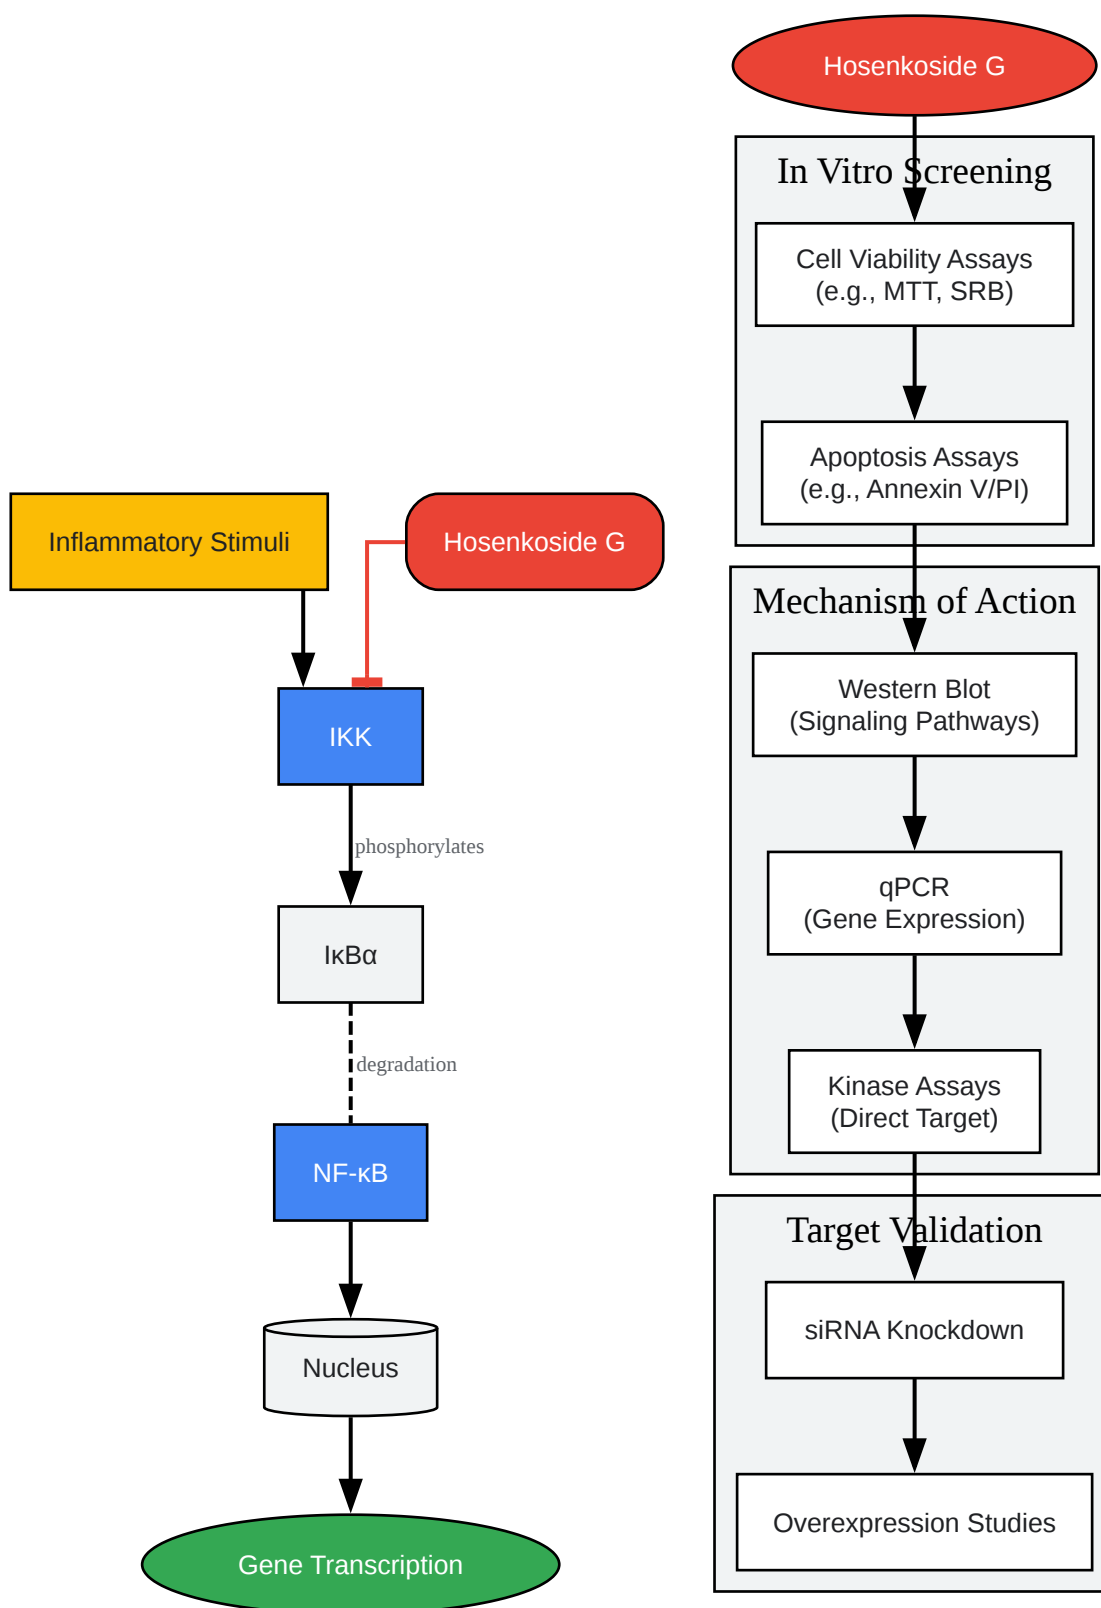 Inflammatory Stimuli
Hosenkoside G
IKK
phosphorylates
IκBα
degradation
NF-κB
Nucleus
Gene Transcription
Hosenkoside G
In Vitro Screening
Cell Viability Assays
(e.g., MTT, SRB)
Apoptosis Assays
(e.g., Annexin V/PI)
Mechanism of Action
Western Blot
(Signaling Pathways)
qPCR
(Gene Expression)
Kinase Assays
(Direct Target)
Target Validation
siRNA Knockdown
Overexpression Studies